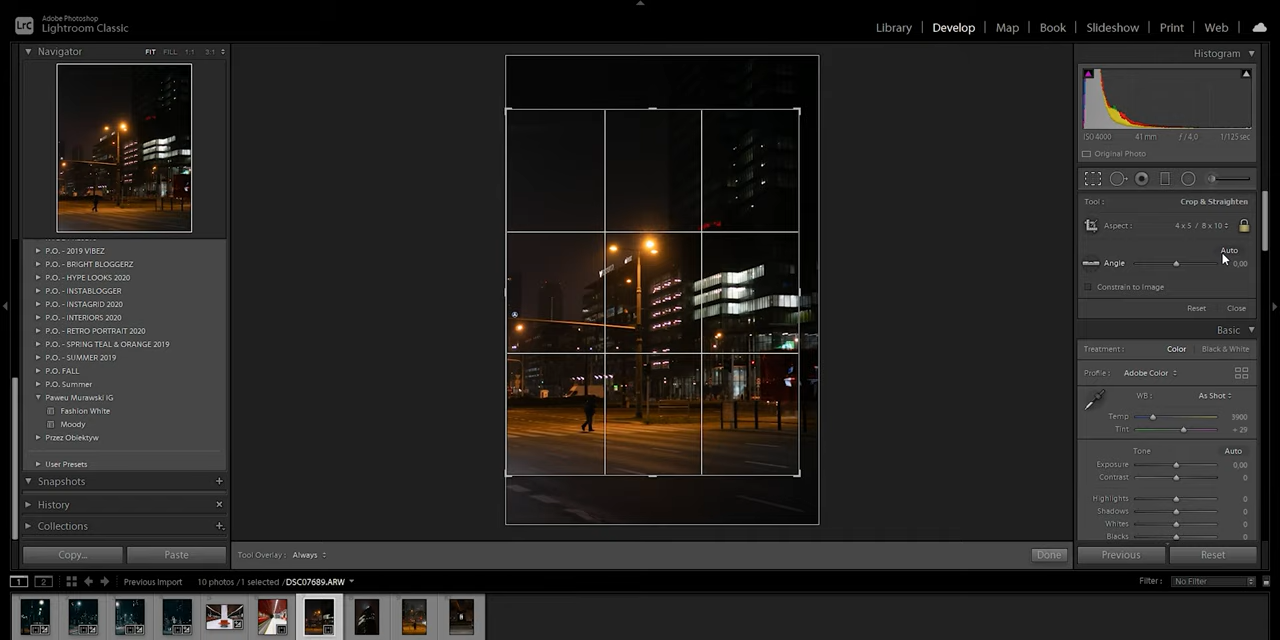 LrC
Adobe Photoshop
Lightroom Classic
Library | Develop | Map | Book | Slideshow | Print | Web
Navigator FIT FILL 1:1 3:1
Histogram
ISO 4000 41 mm ƒ / 4,0 1/125 sec
Original Photo
Tool : Crop & Straighten
Aspect : 4 x 5 / 8 x 10
Auto
Angle 0,00
Constrain to Image
Reset Close
Basic
Treatment : Color Black & White
Profile : Adobe Color
WB : As Shot
Temp 3900
Tint + 29
Tone Auto
Exposure 0,00
Contrast 0
Highlights 0
Shadows 0
Whites 0
Blacks 0
Previous Reset
P.O. - 2019 VIBEZ
P.O. - BRIGHT BLOGGERZ
P.O. - HYPE LOOKS 2020
P.O. - INSTABLOGGER
P.O. - INSTAGRID 2020
P.O. - INTERIORS 2020
P.O. - RETRO PORTRAIT 2020
P.O. - SPRING TEAL & ORANGE 2019
P.O. - SUMMER 2019
P.O. FALL
P.O. Summer
Paweu Murawski IG
Fashion White
Moody
Przez Obiektyw
User Presets
Snapshots
History
Collections
Copy... Paste
Tool Overlay : Always Done
1 2 Previous Import 10 photos / 1 selected / DSC07689.ARW Filter : No Filter